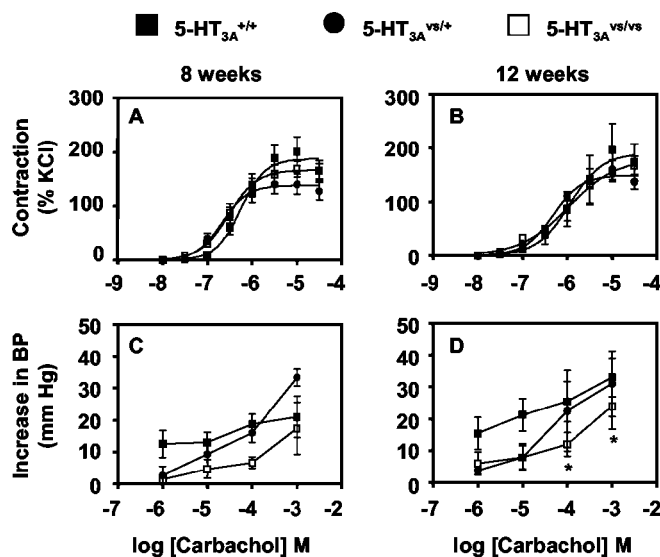 5-HT3A+/+ 5-HT3Avs/+ 5-HT3Avs/vs
8 weeks 12 weeks
A
Contraction
(% KCl)
300
200
100
0
-9 -8 -7 -6 -5 -4
B
300
200
100
0
-9 -8 -7 -6 -5 -4
C
Increase in BP
(mm Hg)
50
40
30
20
10
0
-7 -6 -5 -4 -3 -2
log [Carbachol] M
D
50
40
30
20
10
0
* *
-7 -6 -5 -4 -3 -2
log [Carbachol] M